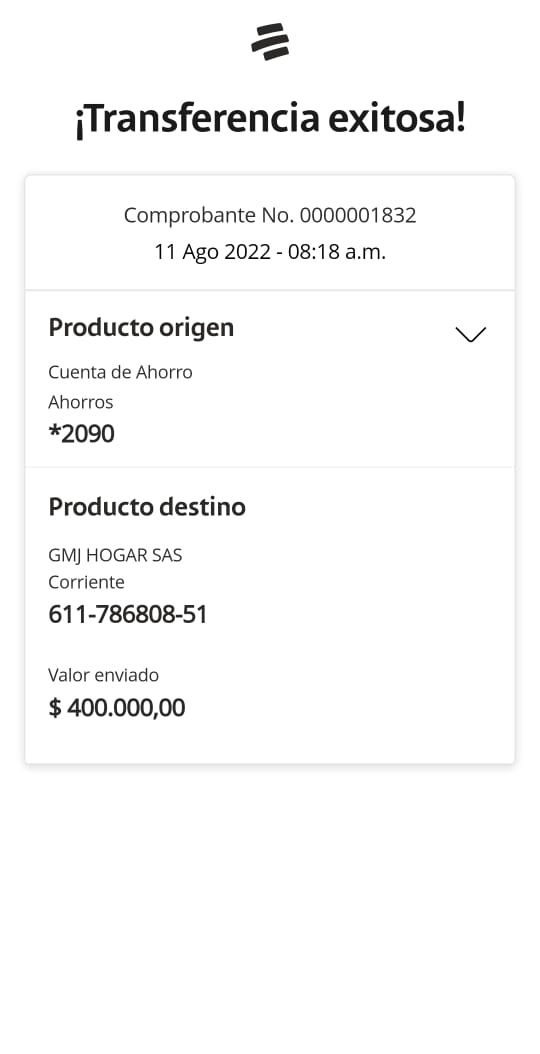 ¡Transferencia exitosa!
Comprobante No. 0000001832
11 Ago 2022 - 08:18 a.m.
Producto origen
Cuenta de Ahorro
Ahorros
*2090
Producto destino
GMJ HOGAR SAS
Corriente
611-786808-51
Valor enviado
$ 400.000,00